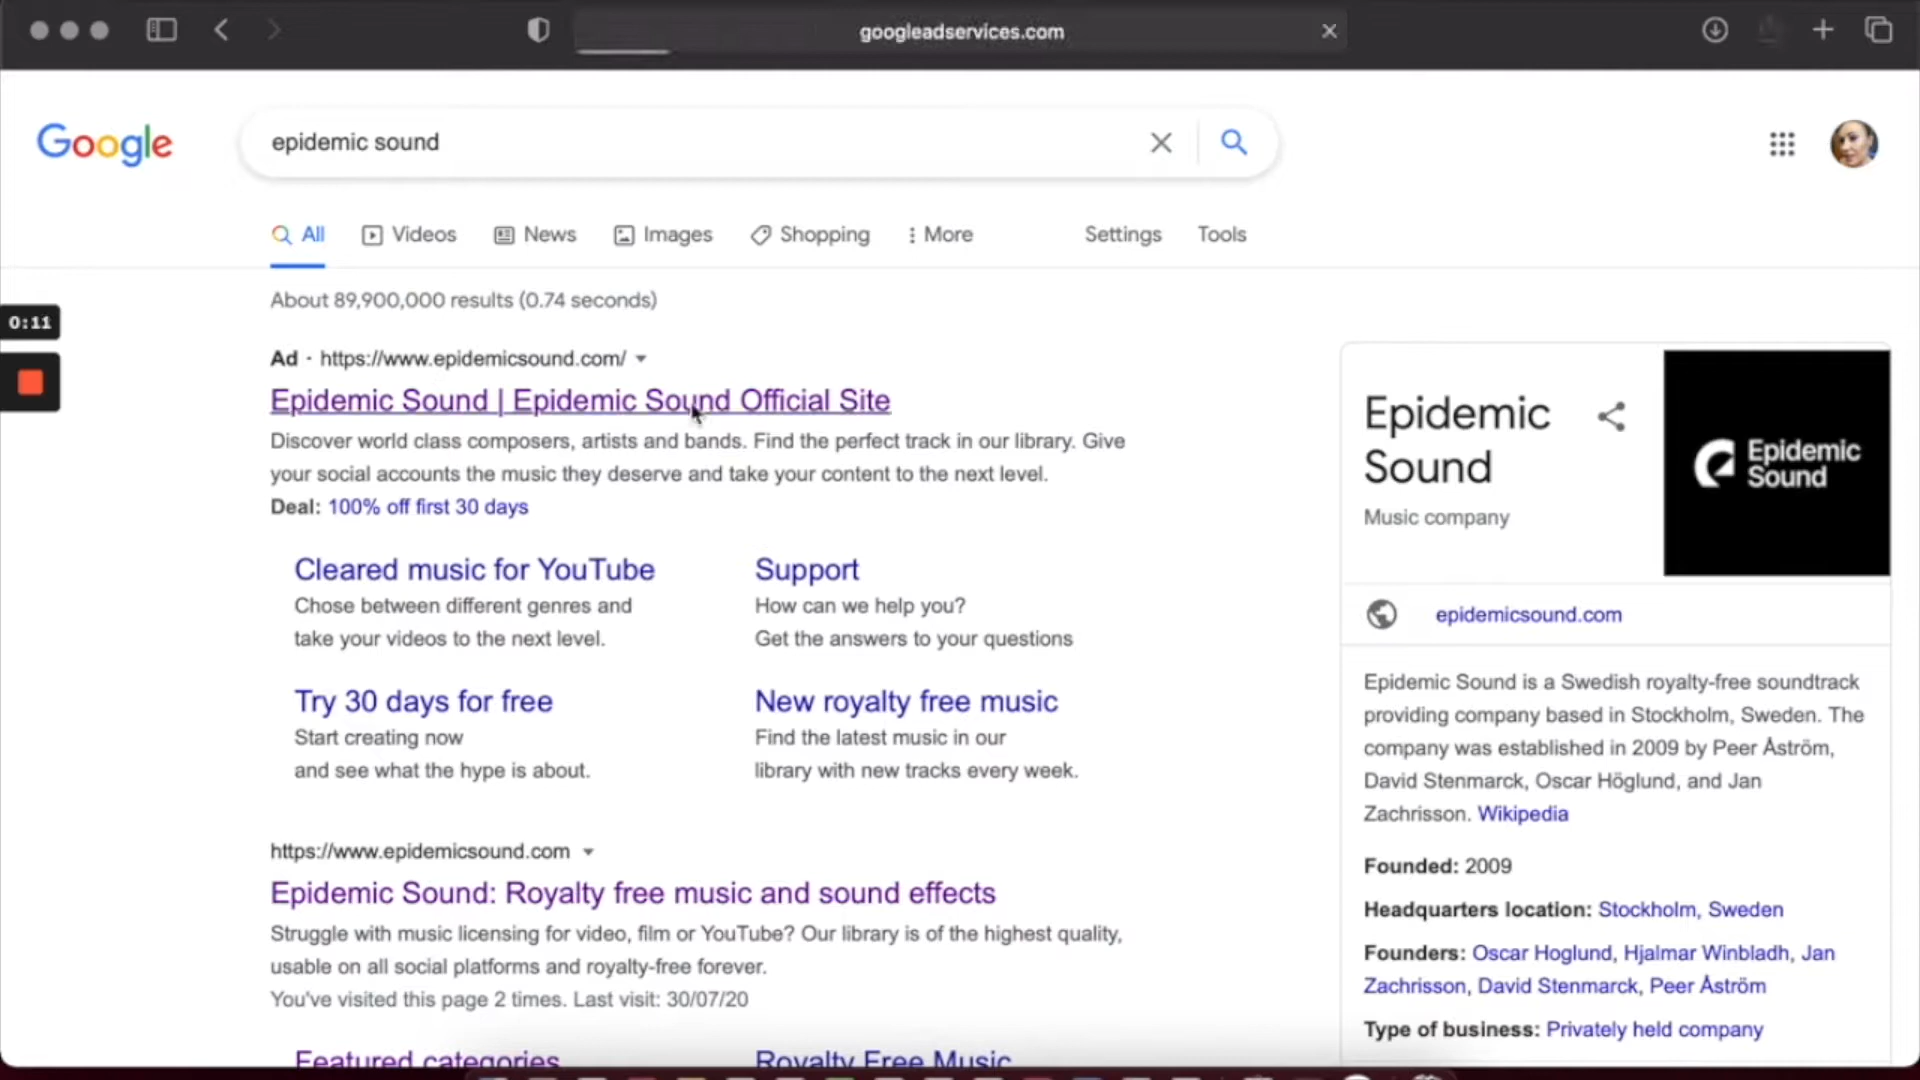 googleadservices.com
Google
epidemic sound
All
Videos
News
Images
Shopping
More
Settings
Tools
About 89,900,000 results (0.74 seconds)
0:11
Ad · https://www.epidemicsound.com/
Epidemic Sound | Epidemic Sound Official Site
Discover world class composers, artists and bands. Find the perfect track in our library. Give
your social accounts the music they deserve and take your content to the next level.
Deal: 100% off first 30 days
Cleared music for YouTube
Chose between different genres and
take your videos to the next level.
Support
How can we help you?
Get the answers to your questions
Try 30 days for free
Start creating now
and see what the hype is about.
New royalty free music
Find the latest music in our
library with new tracks every week.
https://www.epidemicsound.com
Epidemic Sound: Royalty free music and sound effects
Struggle with music licensing for video, film or YouTube? Our library is of the highest quality,
usable on all social platforms and royalty-free forever.
You've visited this page 2 times. Last visit: 30/07/20
Featured categories
Royalty Free Music
Epidemic
Sound
Music company
Epidemic
Sound
epidemicsound.com
Epidemic Sound is a Swedish royalty-free soundtrack
providing company based in Stockholm, Sweden. The
company was established in 2009 by Peer Åström,
David Stenmarck, Oscar Höglund, and Jan
Zachrisson. Wikipedia
Founded: 2009
Headquarters location: Stockholm, Sweden
Founders: Oscar Hoglund, Hjalmar Winbladh, Jan
Zachrisson, David Stenmarck, Peer Åström
Type of business: Privately held company